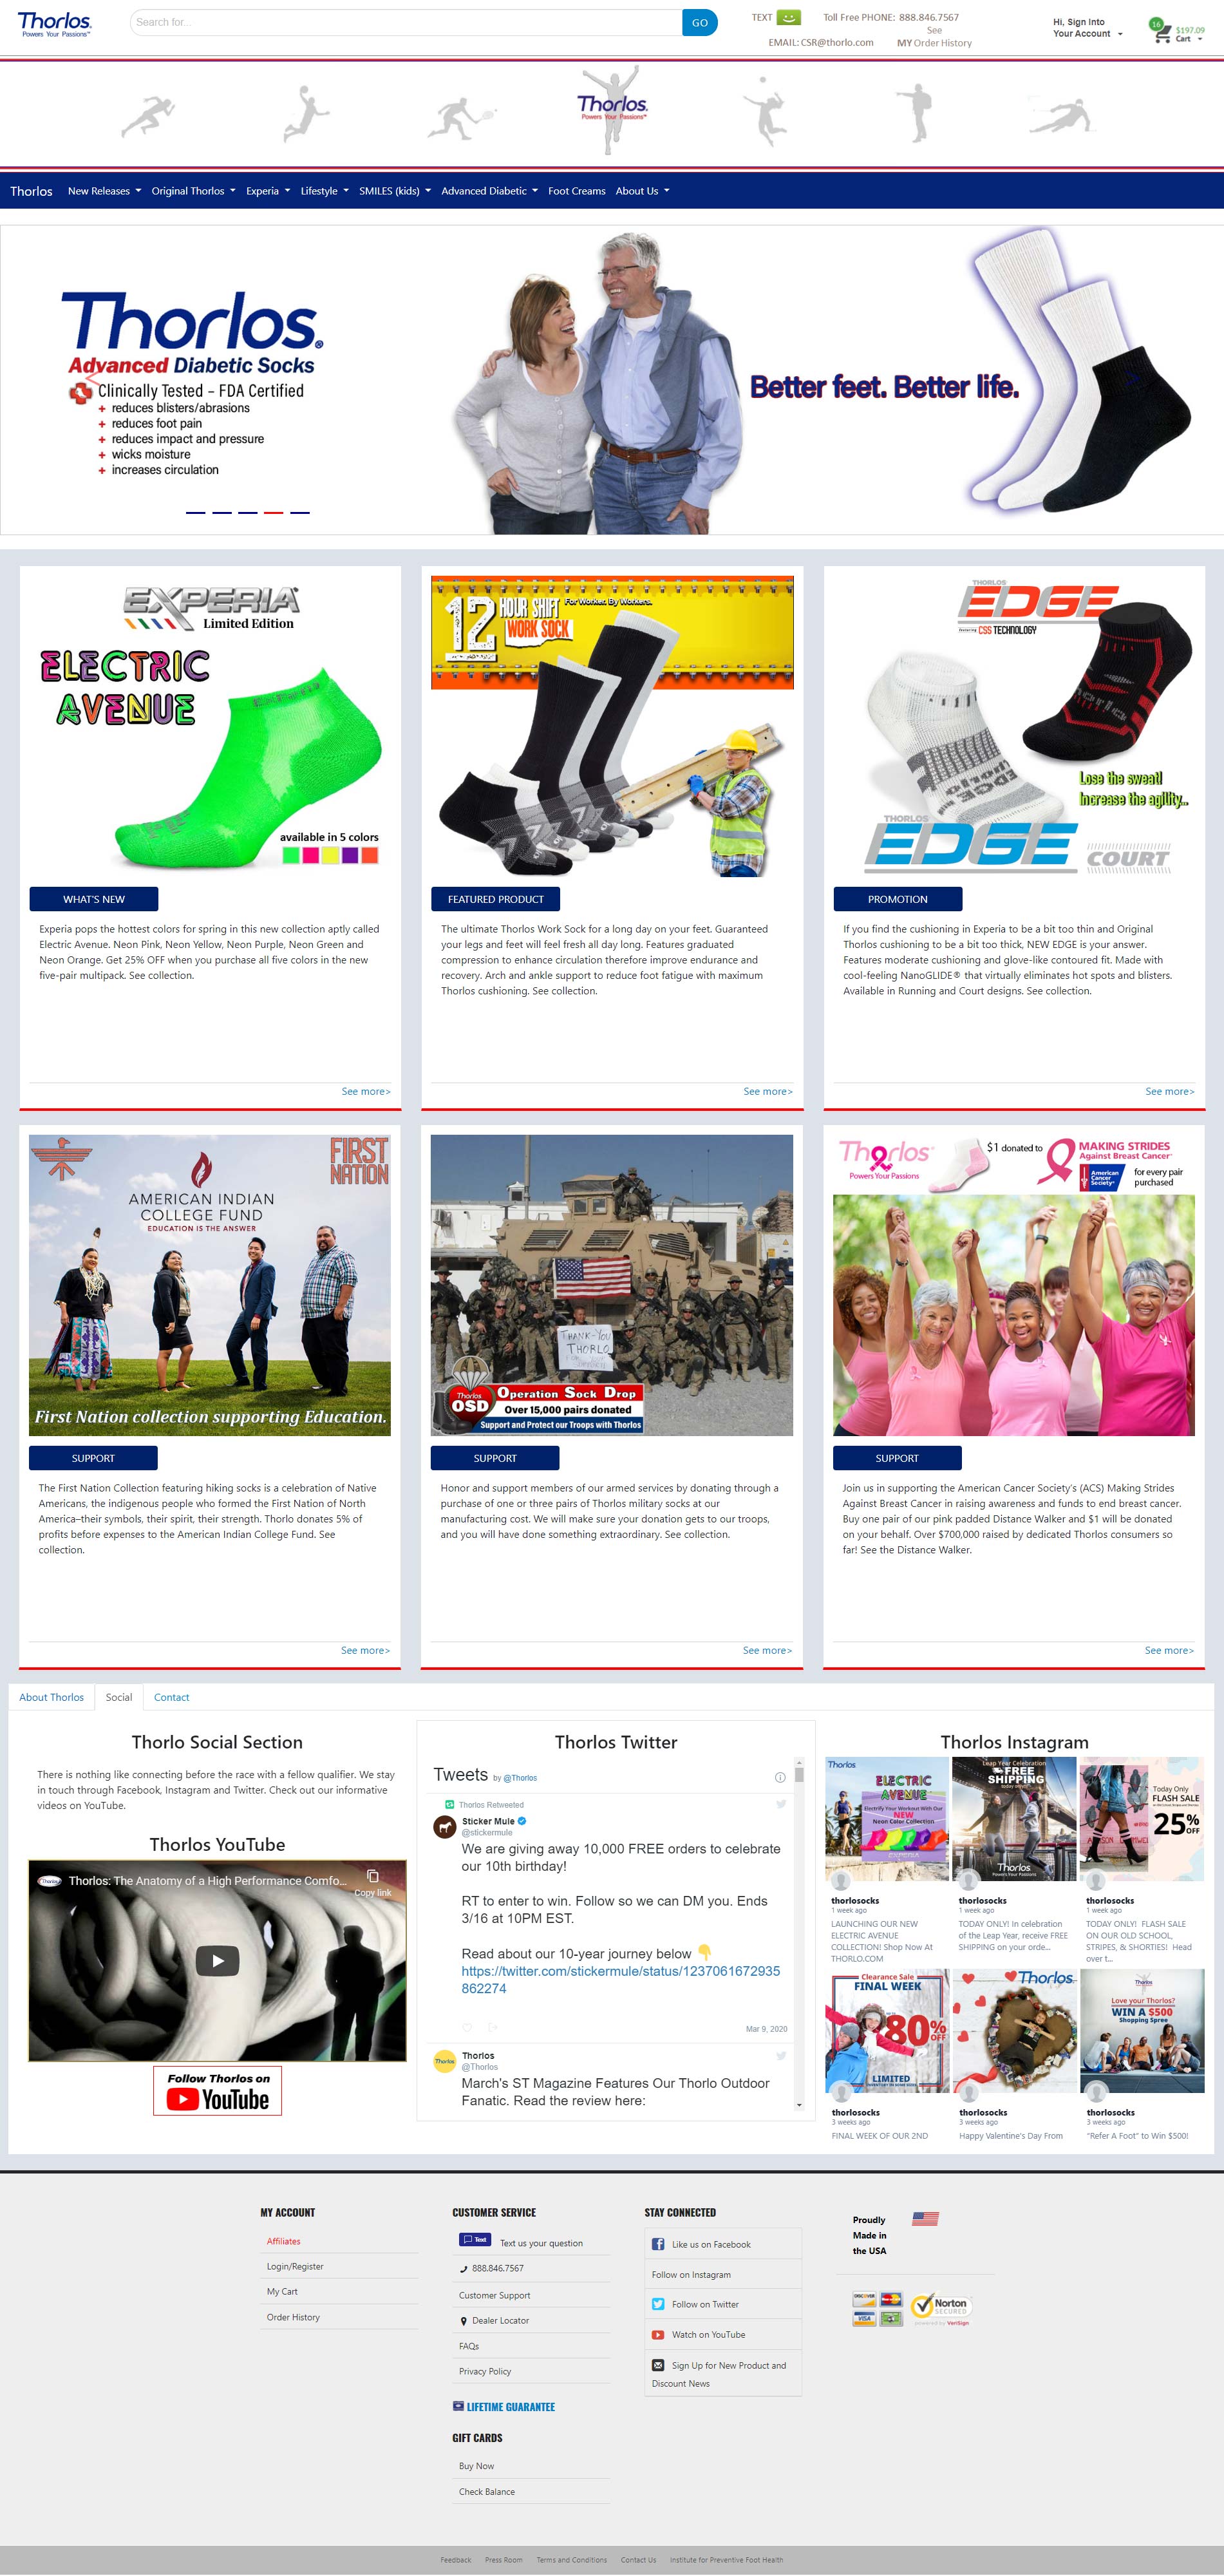 Thorlos
Powers Your Passions™
Search for...
GO
TEXT
Toll Free PHONE: 888.846.7567
See
EMAIL: CSR@thorlo.com
MY Order History
Hi, Sign Into
Your Account
16
$197.09
Cart
Thorlos.
Powers Your Passions™
Thorlos
New Releases
Original Thorlos
Experia
Lifestyle
SMILES (kids)
Advanced Diabetic
Foot Creams
About Us
Thorlos®
Advanced Diabetic Socks
Clinically Tested – FDA Certified
+ reduces blisters/abrasions
+ reduces foot pain
+ reduces impact and pressure
+ wicks moisture
+ increases circulation
Better feet. Better life.
EXPERIA
Limited Edition
ELECTRIC
AVENUE
available in 5 colors
12 HOUR SHIFT
WORK SOCK
For Workers. By Workers.
THORLOS
EDGE
featuring CSS TECHNOLOGY
Lose the sweat!
Increase the agility...
THORLOS
EDGE COURT
WHAT'S NEW
Experia pops the hottest colors for spring in this new collection aptly called
Electric Avenue. Neon Pink, Neon Yellow, Neon Purple, Neon Green and
Neon Orange. Get 25% OFF when you purchase all five colors in the new
five-pair multipack. See collection.
See more>
FEATURED PRODUCT
The ultimate Thorlos Work Sock for a long day on your feet. Guaranteed
your legs and feet will feel fresh all day long. Features graduated
compression to enhance circulation therefore improve endurance and
recovery. Arch and ankle support to reduce foot fatigue with maximum
Thorlos cushioning. See collection.
See more>
PROMOTION
If you find the cushioning in Experia to be a bit too thin and Original
Thorlos cushioning to be a bit too thick, NEW EDGE is your answer.
Features moderate cushioning and glove-like contoured fit. Made with
cool-feeling NanoGLIDE® that virtually eliminates hot spots and blisters.
Available in Running and Court designs. See collection.
See more>
FIRST
NATION
AMERICAN INDIAN
COLLEGE FUND
EDUCATION IS THE ANSWER
First Nation collection supporting Education.
THANK-YOU
THORLO
Thorlos
OSD
Operation Sock Drop
Over 15,000 pairs donated
Support and Protect our Troops with Thorlos
Thorlos
Powers Your Passions
$1 donated to
MAKING STRIDES
Against Breast Cancer
American
Cancer
Society
for every pair
purchased
SUPPORT
The First Nation Collection featuring hiking socks is a celebration of Native
Americans, the indigenous people who formed the First Nation of North
America–their symbols, their spirit, their strength. Thorlo donates 5% of
profits before expenses to the American Indian College Fund. See
collection.
See more>
SUPPORT
Honor and support members of our armed services by donating through a
purchase of one or three pairs of Thorlos military socks at our
manufacturing cost. We will make sure your donation gets to our troops,
and you will have done something extraordinary. See collection.
See more>
SUPPORT
Join us in supporting the American Cancer Society's (ACS) Making Strides
Against Breast Cancer in raising awareness and funds to end breast cancer.
Buy one pair of our pink padded Distance Walker and $1 will be donated
on your behalf. Over $700,000 raised by dedicated Thorlos consumers so
far! See the Distance Walker.
See more>
About Thorlos
Social
Contact
Thorlo Social Section
There is nothing like connecting before the race with a fellow qualifier. We stay
in touch through Facebook, Instagram and Twitter. Check out our informative
videos on YouTube.
Thorlos YouTube
Thorlos: The Anatomy of a High Performance Comfo...
Copy link
Follow Thorlos on
YouTube
Thorlos Twitter
Tweets by @Thorlos
Thorlos Retweeted
Sticker Mule
@stickermule
We are giving away 10,000 FREE orders to celebrate
our 10th birthday!
RT to enter to win. Follow so we can DM you. Ends
3/16 at 10PM EST.
Read about our 10-year journey below 👇
https://twitter.com/stickermule/status/1237061672935
862274
Mar 9, 2020
Thorlos
@Thorlos
March's ST Magazine Features Our Thorlo Outdoor
Fanatic. Read the review here:
Thorlos Instagram
Thorlos
ELECTRIC
AVENUE
Electrify Your Workout With Our
NEW
Neon Color Collection
EXPERIA
Leap Year Celebration
FREE
SHIPPING
Thorlos
Powers Your Passions
Today Only
FLASH SALE
25% OFF
thorlosocks
1 week ago
LAUNCHING OUR NEW
ELECTRIC AVENUE
COLLECTION! Shop Now At
THORLO.COM
thorlosocks
1 week ago
TODAY ONLY! In celebration
of the Leap Year, receive FREE
SHIPPING on your orde...
thorlosocks
1 week ago
TODAY ONLY! FLASH SALE
ON OUR OLD SCHOOL,
STRIPES, & SHORTIES! Head
over t...
Clearance Sale
FINAL WEEK
80% OFF
LIMITED
Thorlos
Love your Thorlos?
WIN A $500
Shopping Spree
thorlosocks
3 weeks ago
FINAL WEEK OF OUR 2ND
thorlosocks
3 weeks ago
Happy Valentine's Day From
thorlosocks
3 weeks ago
"Refer A Foot" to Win $500!
MY ACCOUNT
Affiliates
Login/Register
My Cart
Order History
CUSTOMER SERVICE
Text
Text us your question
888.846.7567
Customer Support
Dealer Locator
FAQs
Privacy Policy
LIFETIME GUARANTEE
GIFT CARDS
Buy Now
Check Balance
STAY CONNECTED
Like us on Facebook
Follow on Instagram
Follow on Twitter
Watch on YouTube
Sign Up for New Product and
Discount News
Proudly
Made in
the USA
DISCOVER
VISA
Norton
SECURED
powered by VeriSign
Feedback
Press Room
Terms and Conditions
Contact Us
Institute for Preventive Foot Health